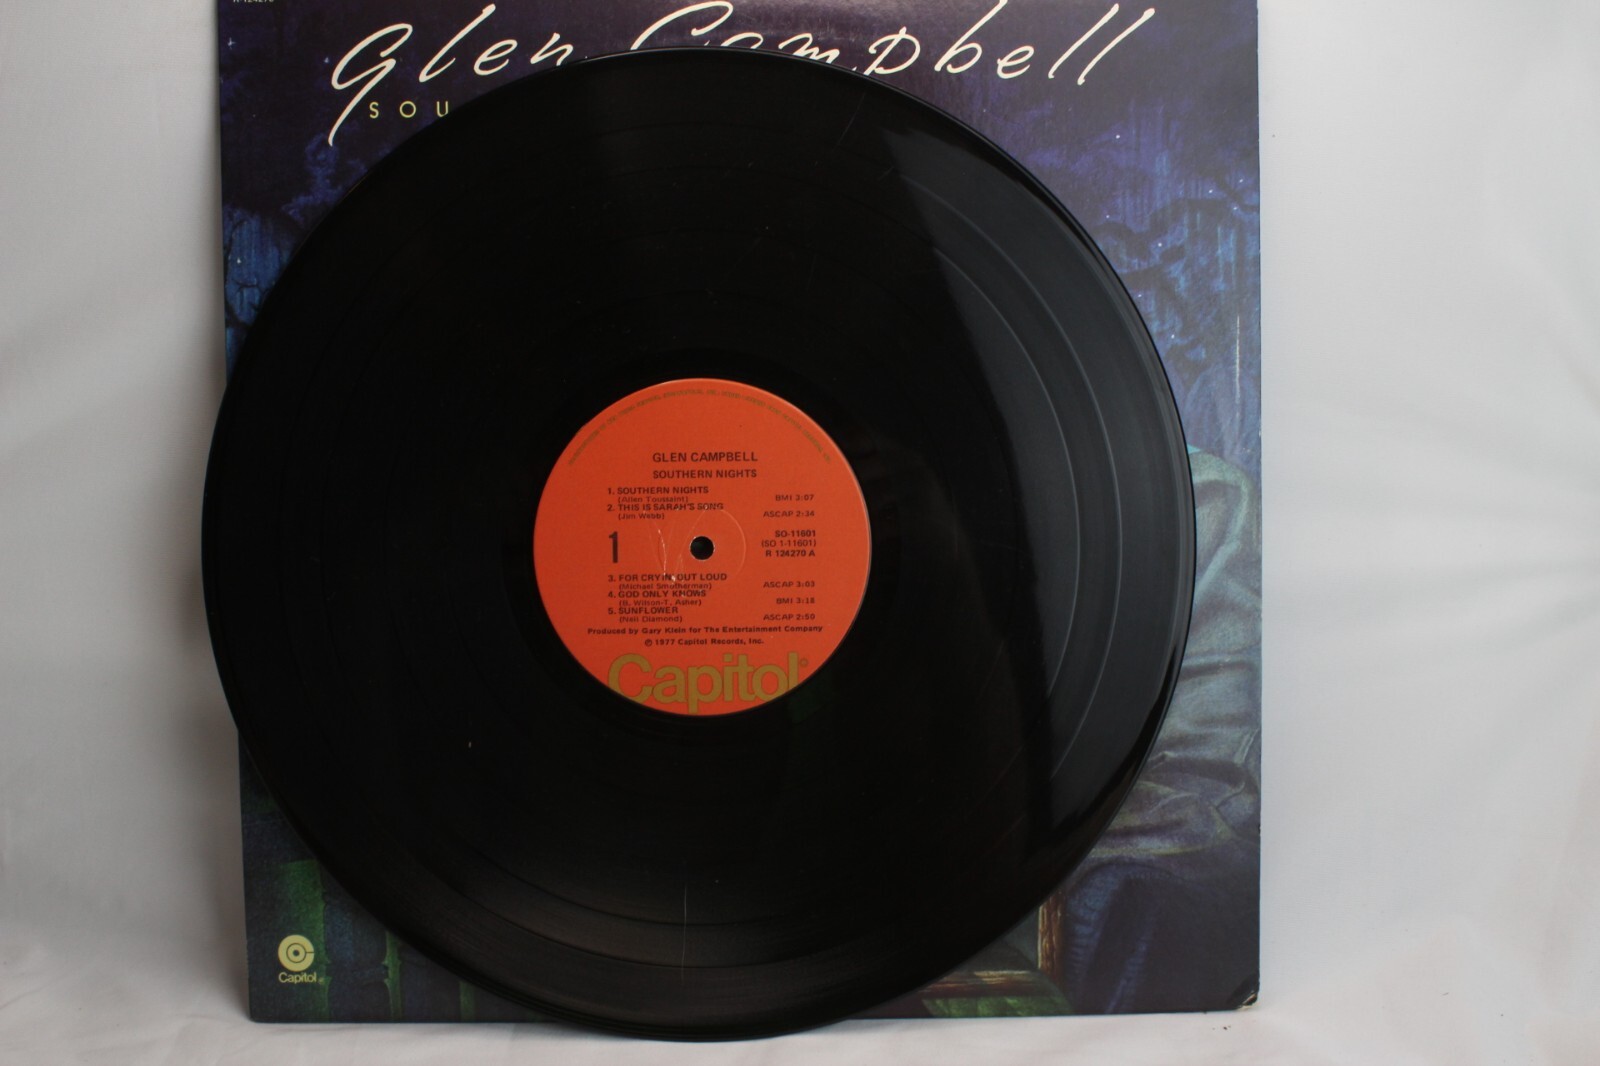 R 124270
Glen Campbell
SOU
GLEN CAMPBELL
SOUTHERN NIGHTS
1. SOUTHERN NIGHTS
(Allen Toussaint) BMI 3:07
2. THIS IS SARAH'S SONG
(Jim Webb) ASCAP 2:34
1
SO-11601
(SO 1-11601)
R 124270 A
3. FOR CRYIN' OUT LOUD
(Michael Smotherman) ASCAP 3:03
4. GOD ONLY KNOWS
(B. Wilson-T. Asher) BMI 3:18
5. SUNFLOWER
(Neil Diamond) ASCAP 2:50
Produced by Gary Klein for The Entertainment Company
℗ 1977 Capitol Records, Inc.
Capitol®
Capitol